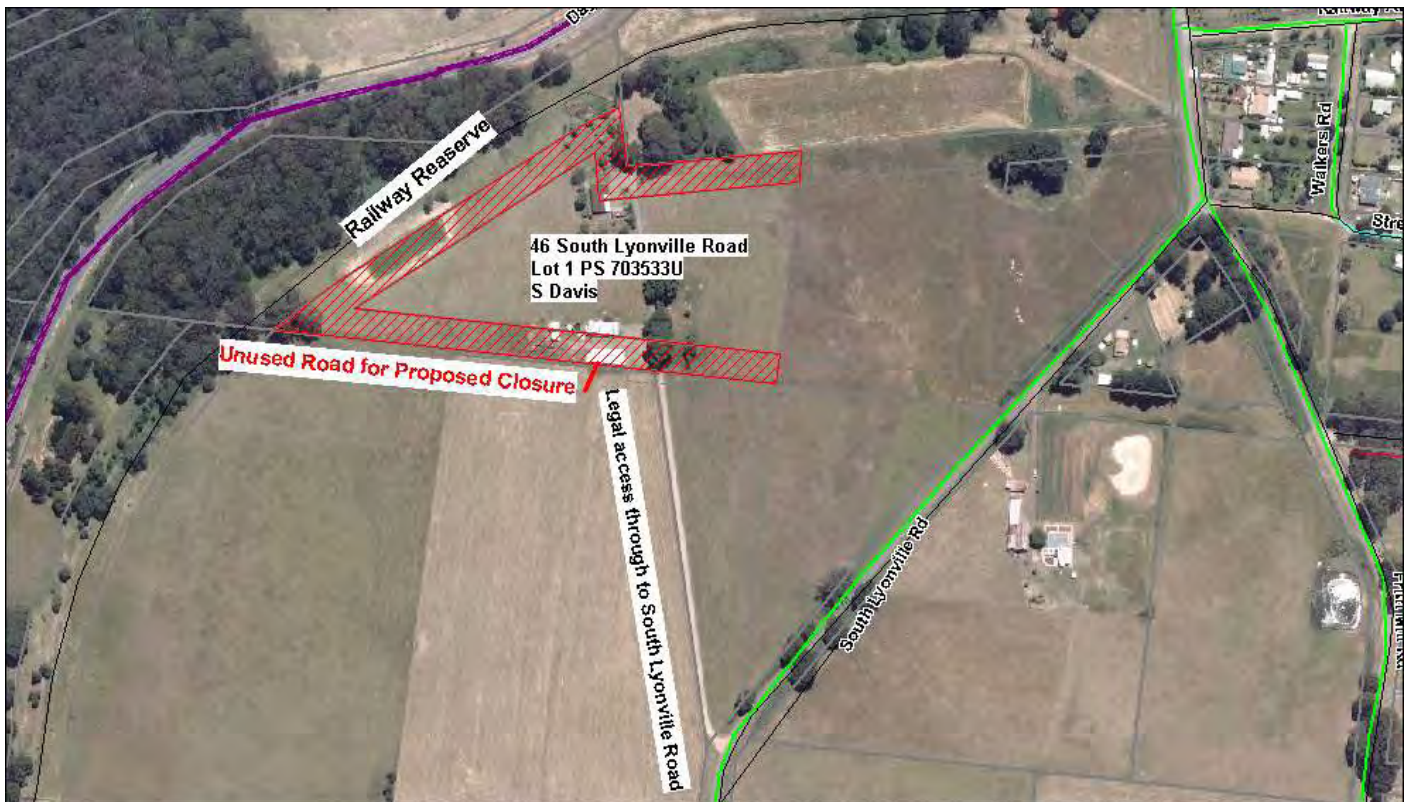 Railway Reaserve
46 South Lyonville Road
Lot 1 PS 703533U
S Davis
Unused Road for Proposed Closure
Legal access through to South Lyonville Road
South Lyonville Rd
Walkers Rd